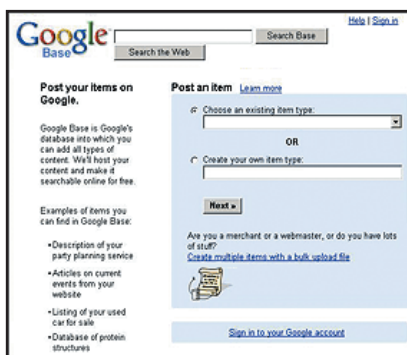 Help | Sign in
Google
Base
Search Base
Search the Web
Post your items on
Google.
Google Base is Google's
database into which you
can add all types of
content. We'll host your
content and make it
searchable online for free.
Examples of items you
can find in Google Base:
•Description of your
party planning service
•Articles on current
events from your
website
•Listing of your used
car for sale
•Database of protein
structures
Post an item Learn more
Choose an existing item type:
OR
Create your own item type:
Next »
Are you a merchant or a webmaster, or do you have lots
of stuff?
Create multiple items with a bulk upload file
Sign in to your Google account